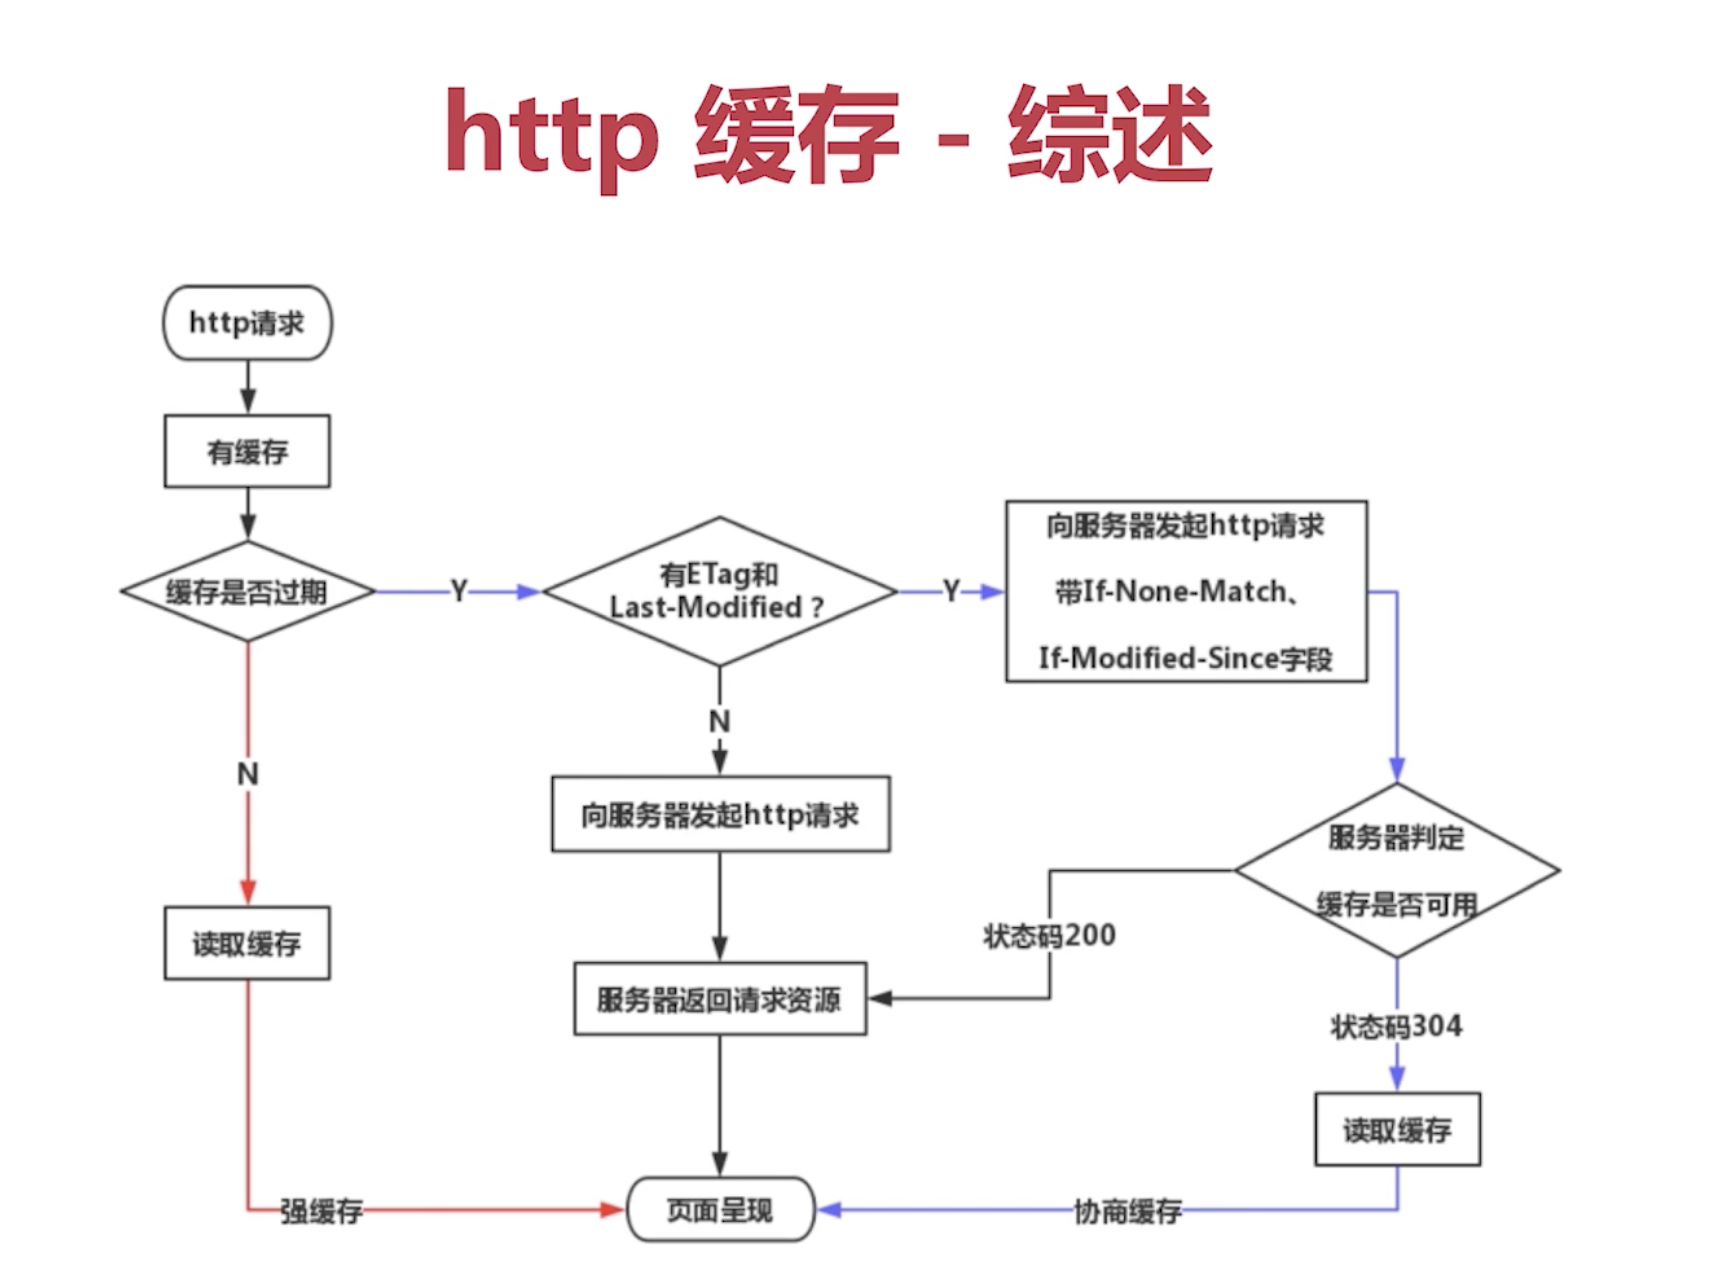 http 缓存 - 综述
http请求
有缓存
缓存是否过期
Y
有ETag和
Last-Modified？
Y
向服务器发起http请求
带If-None-Match、
If-Modified-Since字段
N
N
向服务器发起http请求
服务器判定
缓存是否可用
状态码200
读取缓存
服务器返回请求资源
状态码304
读取缓存
强缓存
页面呈现
协商缓存